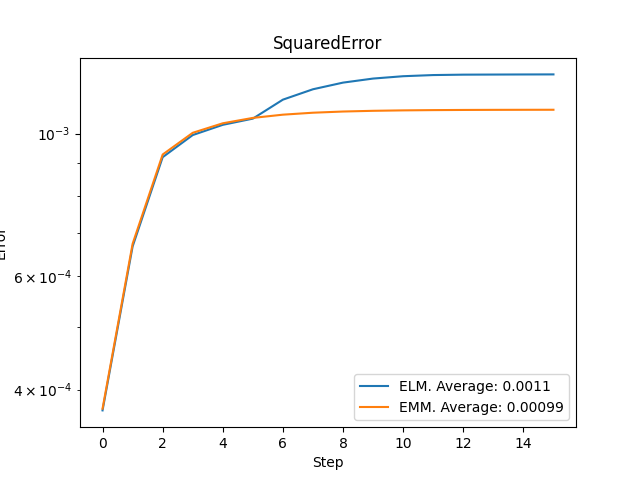 SquaredError
10⁻³
6 × 10⁻⁴
4 × 10⁻⁴
Error
ELM. Average: 0.0011
EMM. Average: 0.00099
0 2 4 6 8 10 12 14
Step